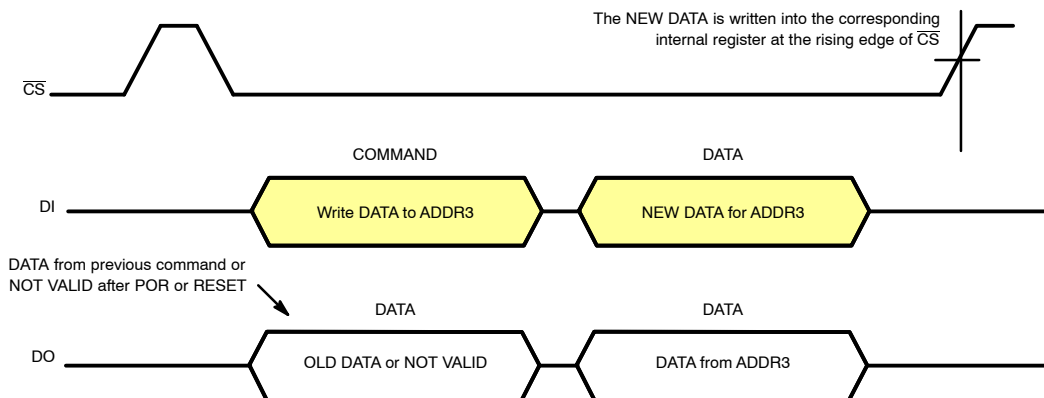 The NEW DATA is written into the corresponding
internal register at the rising edge of CS
CS
COMMAND
DATA
DI
Write DATA to ADDR3
NEW DATA for ADDR3
DATA from previous command or
NOT VALID after POR or RESET
DATA
DATA
DO
OLD DATA or NOT VALID
DATA from ADDR3